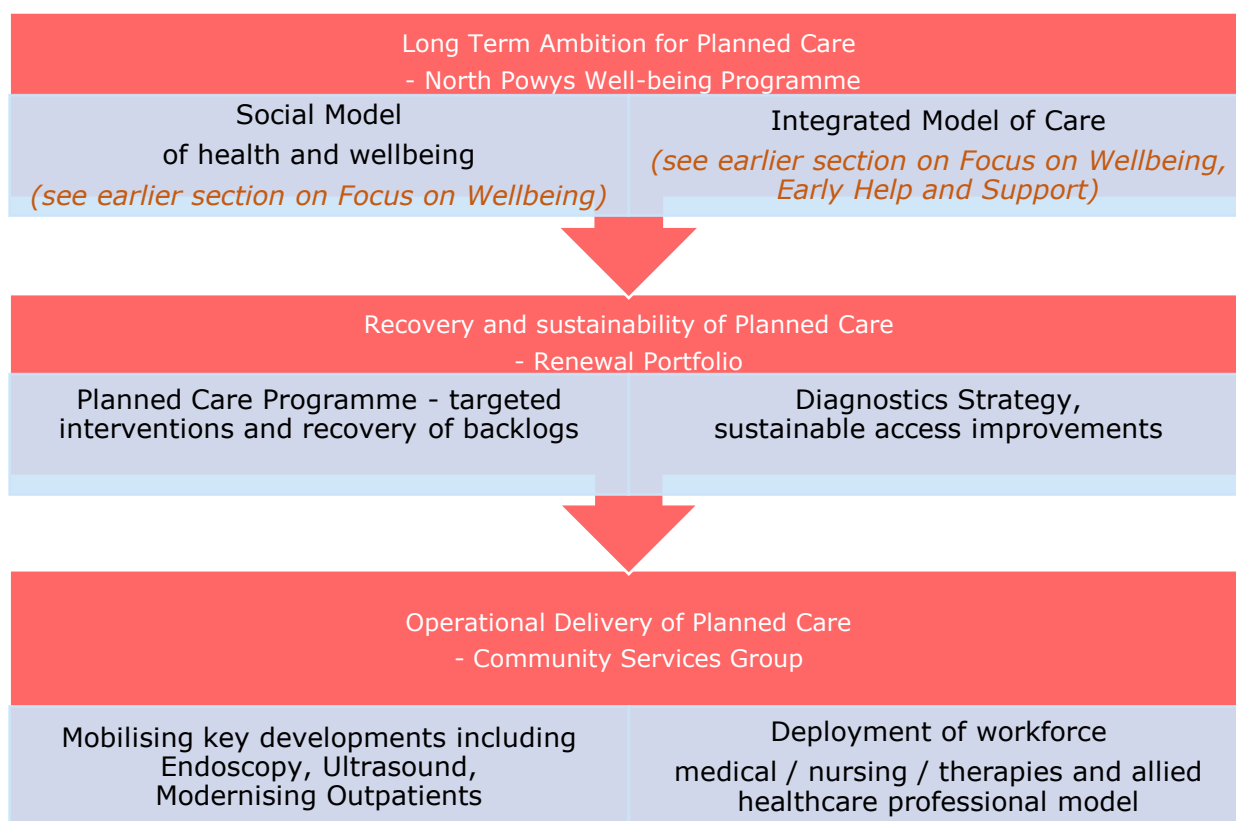 Long Term Ambition for Planned Care
- North Powys Well-being Programme
Social Model
of health and wellbeing
(see earlier section on Focus on Wellbeing)
Integrated Model of Care
(see earlier section on Focus on Wellbeing,
Early Help and Support)
Recovery and sustainability of Planned Care
- Renewal Portfolio
Planned Care Programme - targeted
interventions and recovery of backlogs
Diagnostics Strategy,
sustainable access improvements
Operational Delivery of Planned Care
- Community Services Group
Mobilising key developments including
Endoscopy, Ultrasound,
Modernising Outpatients
Deployment of workforce
medical / nursing / therapies and allied
healthcare professional model